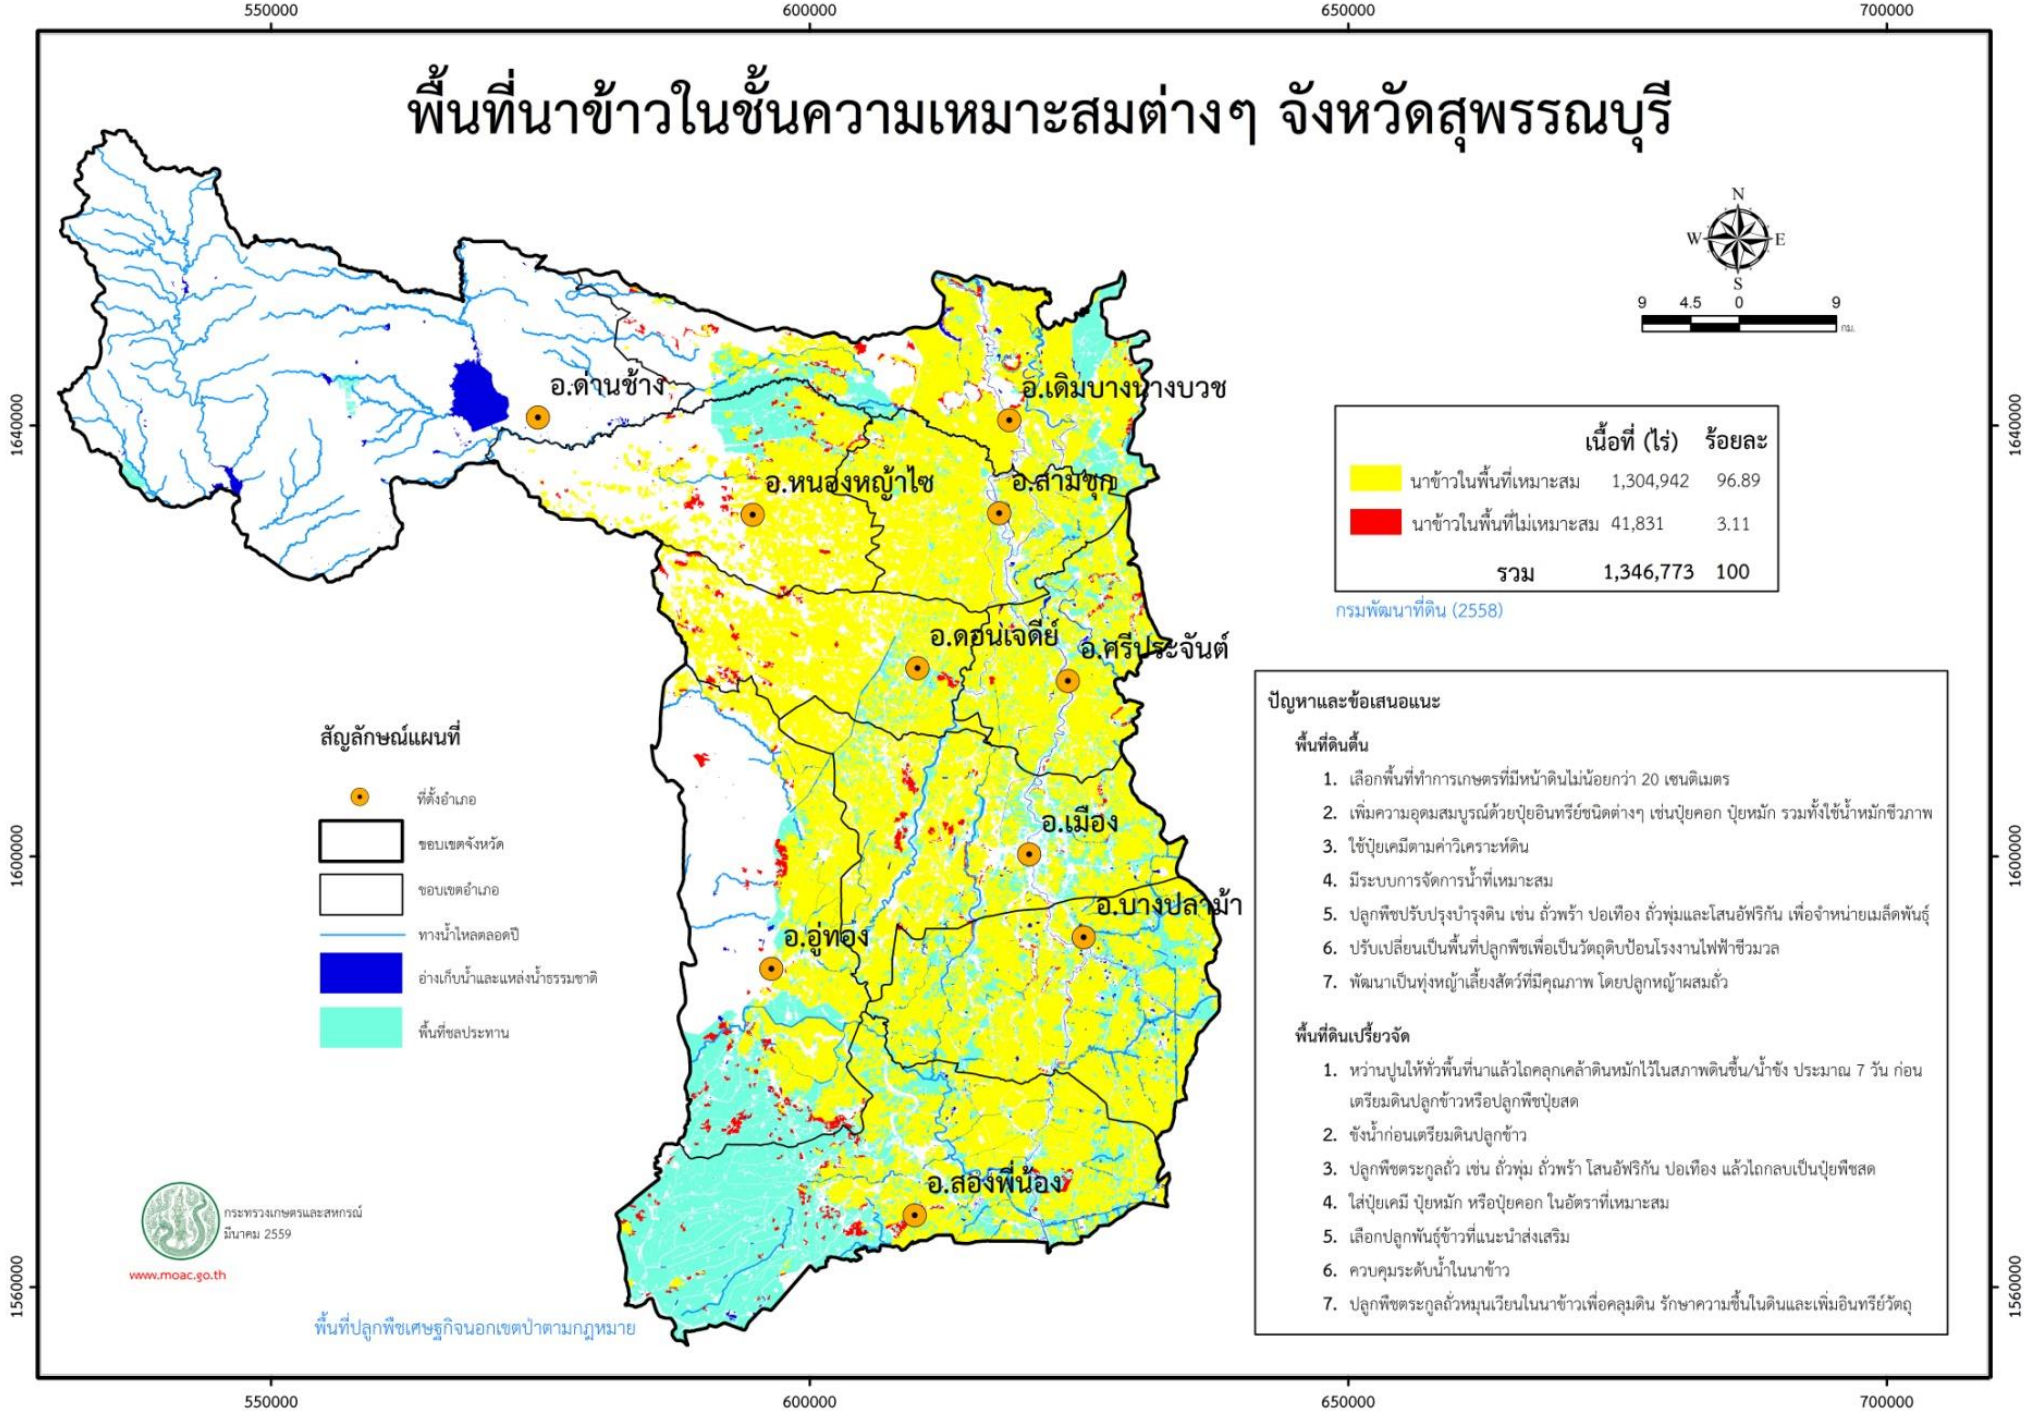 550000 600000 650000 700000
พื้นที่นาข้าวในชั้นความเหมาะสมต่างๆ จังหวัดสุพรรณบุรี
N
W E
S
9 4.5 0 9
กม.
1640000 1640000
อ.ด่านช้าง
อ.เดิมบางนางบวช
อ.หนองหญ้าไซ
อ.สามชุก
เนื้อที่ (ไร่) ร้อยละ
นาข้าวในพื้นที่เหมาะสม 1,304,942 96.89
นาข้าวในพื้นที่ไม่เหมาะสม 41,831 3.11
รวม 1,346,773 100
กรมพัฒนาที่ดิน (2558)
อ.ดอนเจดีย์
อ.ศรีประจันต์
อ.เมือง
อ.บางปลาม้า
อ.อู่ทอง
อ.สองพี่น้อง
1600000 1600000
สัญลักษณ์แผนที่
ที่ตั้งอำเภอ
ขอบเขตจังหวัด
ขอบเขตอำเภอ
ทางน้ำไหลตลอดปี
อ่างเก็บน้ำและแหล่งน้ำธรรมชาติ
พื้นที่ชลประทาน
ปัญหาและข้อเสนอแนะ
พื้นที่ดินตื้น
1. เลือกพื้นที่ทำการเกษตรที่มีหน้าดินไม่น้อยกว่า 20 เซนติเมตร
2. เพิ่มความอุดมสมบูรณ์ด้วยปุ๋ยอินทรีย์ชนิดต่างๆ เช่นปุ๋ยคอก ปุ๋ยหมัก รวมทั้งใช้น้ำหมักชีวภาพ
3. ใช้ปุ๋ยเคมีตามค่าวิเคราะห์ดิน
4. มีระบบการจัดการน้ำที่เหมาะสม
5. ปลูกพืชปรับปรุงบำรุงดิน เช่น ถั่วพร้า ปอเทือง ถั่วพุ่มและโสนอัฟริกัน เพื่อจำหน่ายเมล็ดพันธุ์
6. ปรับเปลี่ยนเป็นพื้นที่ปลูกพืชเพื่อเป็นวัตถุดิบป้อนโรงงานไฟฟ้าชีวมวล
7. พัฒนาเป็นทุ่งหญ้าเลี้ยงสัตว์ที่มีคุณภาพ โดยปลูกหญ้าผสมถั่ว
พื้นที่ดินเปรี้ยวจัด
1. หว่านปูนให้ทั่วพื้นที่นาแล้วไถคลุกเคล้าดินหมักไว้ในสภาพดินชื้น/น้ำขัง ประมาณ 7 วัน ก่อน
เตรียมดินปลูกข้าวหรือปลูกพืชปุ๋ยสด
2. ขังน้ำก่อนเตรียมดินปลูกข้าว
3. ปลูกพืชตระกูลถั่ว เช่น ถั่วพุ่ม ถั่วพร้า โสนอัฟริกัน ปอเทือง แล้วไถกลบเป็นปุ๋ยพืชสด
4. ใส่ปุ๋ยเคมี ปุ๋ยหมัก หรือปุ๋ยคอก ในอัตราที่เหมาะสม
5. เลือกปลูกพันธุ์ข้าวที่แนะนำส่งเสริม
6. ควบคุมระดับน้ำในนาข้าว
7. ปลูกพืชตระกูลถั่วหมุนเวียนในนาข้าวเพื่อคลุมดิน รักษาความชื้นในดินและเพิ่มอินทรีย์วัตถุ
กระทรวงเกษตรและสหกรณ์
มีนาคม 2559
www.moac.go.th
พื้นที่ปลูกพืชเศรษฐกิจนอกเขตป่าตามกฎหมาย
1560000 1560000
550000 600000 650000 700000